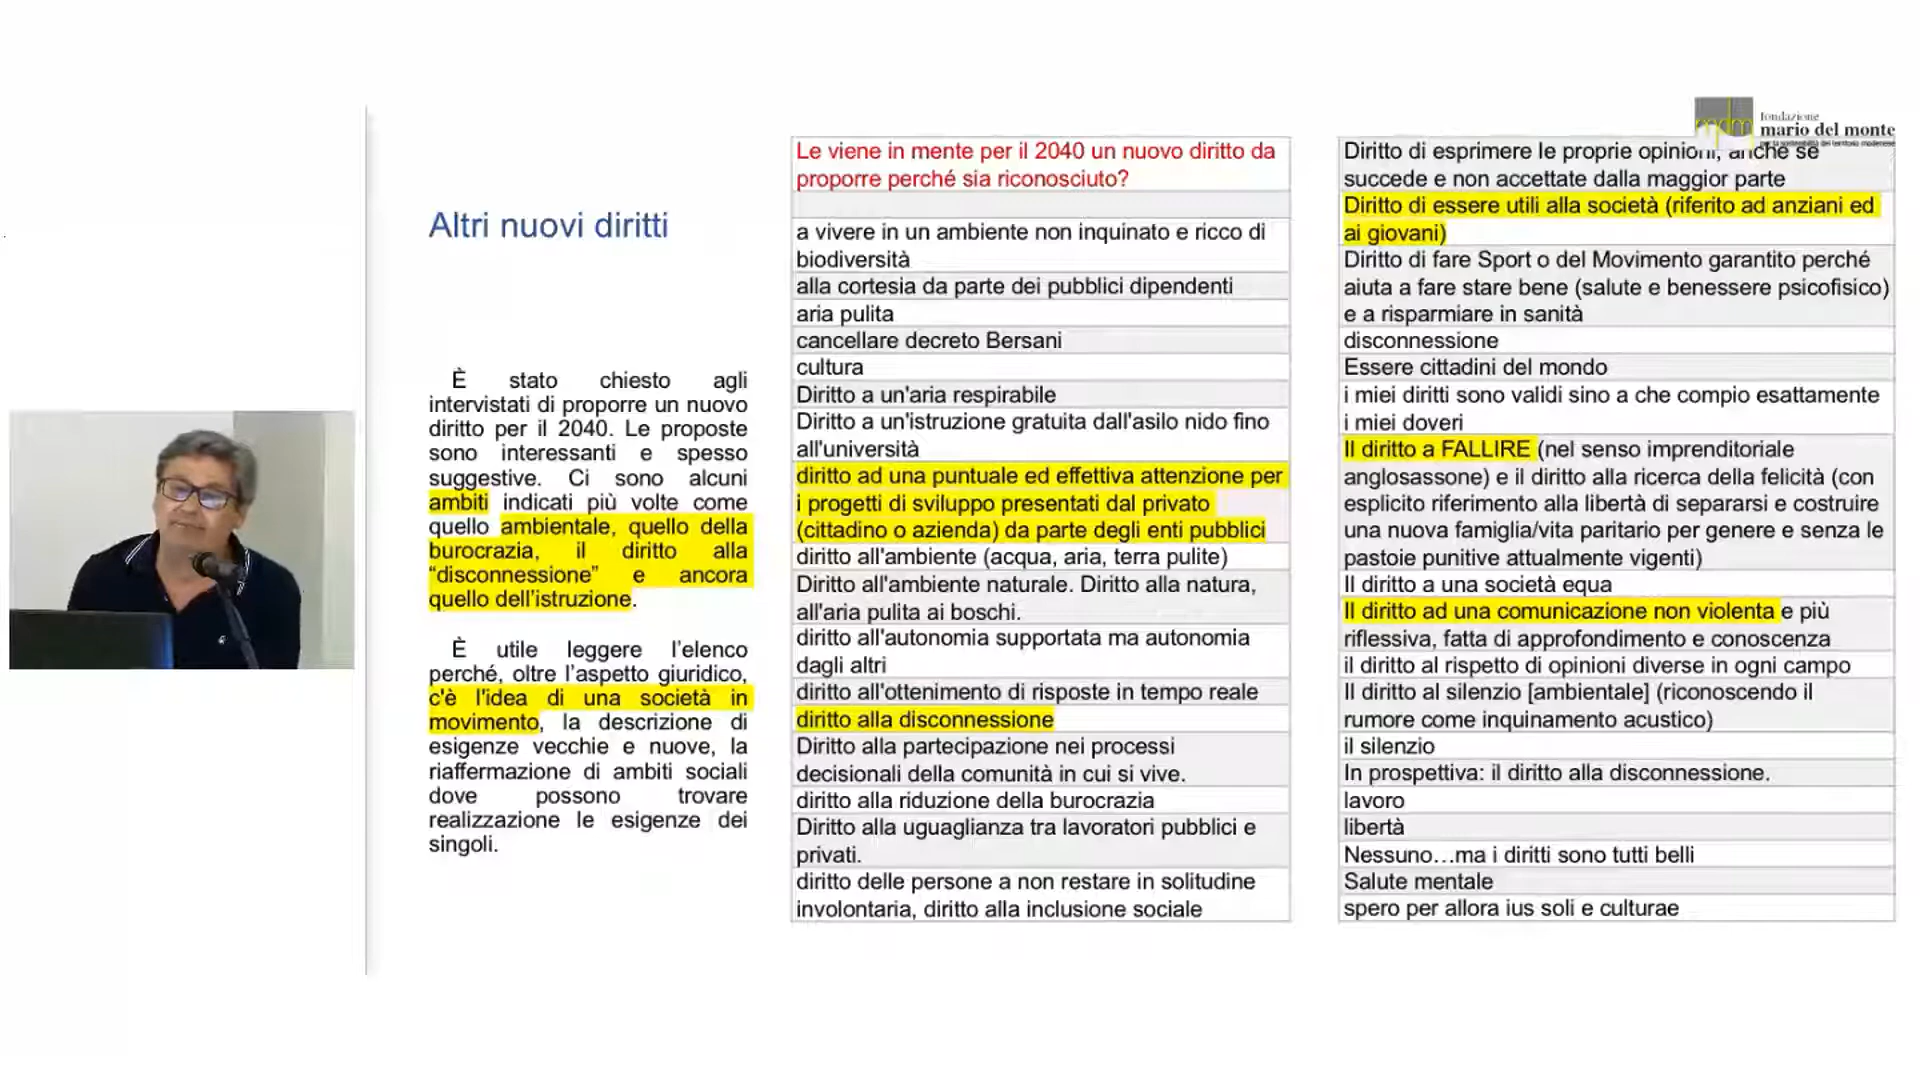 Altri nuovi diritti
È stato chiesto agli
intervistati di proporre un nuovo
diritto per il 2040. Le proposte
sono interessanti e spesso
suggestive. Ci sono alcuni
ambiti indicati più volte come
quello ambientale, quello della
burocrazia, il diritto alla
“disconnessione” e ancora
quello dell’istruzione.
È utile leggere l’elenco
perché, oltre l’aspetto giuridico,
c'è l'idea di una società in
movimento, la descrizione di
esigenze vecchie e nuove, la
riaffermazione di ambiti sociali
dove possono trovare
realizzazione le esigenze dei
singoli.
Le viene in mente per il 2040 un nuovo diritto da
proporre perché sia riconosciuto?
a vivere in un ambiente non inquinato e ricco di
biodiversità
alla cortesia da parte dei pubblici dipendenti
aria pulita
cancellare decreto Bersani
cultura
Diritto a un'aria respirabile
Diritto a un'istruzione gratuita dall'asilo nido fino
all'università
diritto ad una puntuale ed effettiva attenzione per
i progetti di sviluppo presentati dal privato
(cittadino o azienda) da parte degli enti pubblici
diritto all'ambiente (acqua, aria, terra pulite)
Diritto all'ambiente naturale. Diritto alla natura,
all'aria pulita ai boschi.
diritto all'autonomia supportata ma autonomia
dagli altri
diritto all'ottenimento di risposte in tempo reale
diritto alla disconnessione
Diritto alla partecipazione nei processi
decisionali della comunità in cui si vive.
diritto alla riduzione della burocrazia
Diritto alla uguaglianza tra lavoratori pubblici e
privati.
diritto delle persone a non restare in solitudine
involontaria, diritto alla inclusione sociale
mdm
fondazione
mario del monte
Diritto di esprimere le proprie opinioni, anche se
succede e non accettate dalla maggior parte
Diritto di essere utili alla società (riferito ad anziani ed
ai giovani)
Diritto di fare Sport o del Movimento garantito perché
aiuta a fare stare bene (salute e benessere psicofisico)
e a risparmiare in sanità
disconnessione
Essere cittadini del mondo
i miei diritti sono validi sino a che compio esattamente
i miei doveri
Il diritto a FALLIRE (nel senso imprenditoriale
anglosassone) e il diritto alla ricerca della felicità (con
esplicito riferimento alla libertà di separarsi e costruire
una nuova famiglia/vita paritario per genere e senza le
pastoie punitive attualmente vigenti)
Il diritto a una società equa
Il diritto ad una comunicazione non violenta e più
riflessiva, fatta di approfondimento e conoscenza
il diritto al rispetto di opinioni diverse in ogni campo
Il diritto al silenzio [ambientale] (riconoscendo il
rumore come inquinamento acustico)
il silenzio
In prospettiva: il diritto alla disconnessione.
lavoro
libertà
Nessuno…ma i diritti sono tutti belli
Salute mentale
spero per allora ius soli e culturae